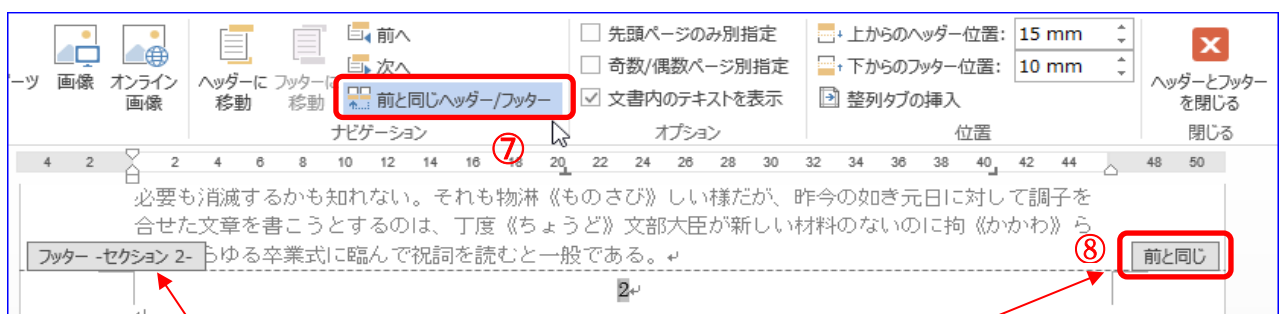 前へ
先頭ページのみ別指定
上からのヘッダー位置: 15 mm
ーツ 画像 オンライン画像
ヘッダーに移動
フッターに移動
次へ
奇数/偶数ページ別指定
下からのフッター位置: 10 mm
ヘッダーとフッターを閉じる
前と同じヘッダー/フッター
文書内のテキストを表示
整列タブの挿入
ナビゲーション
オプション
位置
閉じる
⑦
4 2 2 4 6 8 10 12 14 16 18 20 22 24 26 28 30 32 34 36 38 40 42 44 48 50
必要も消滅するかも知れない。それも物淋《ものさび》しい様だが、昨今の如き元日に対して調子を
合せた文章を書こうとするのは、丁度《ちょうど》文部大臣が新しい材料のないのに拘《かかわ》ら
フッター -セクション 2-
らゆる卒業式に臨んで祝詞を読むと一般である。
⑧
前と同じ
2